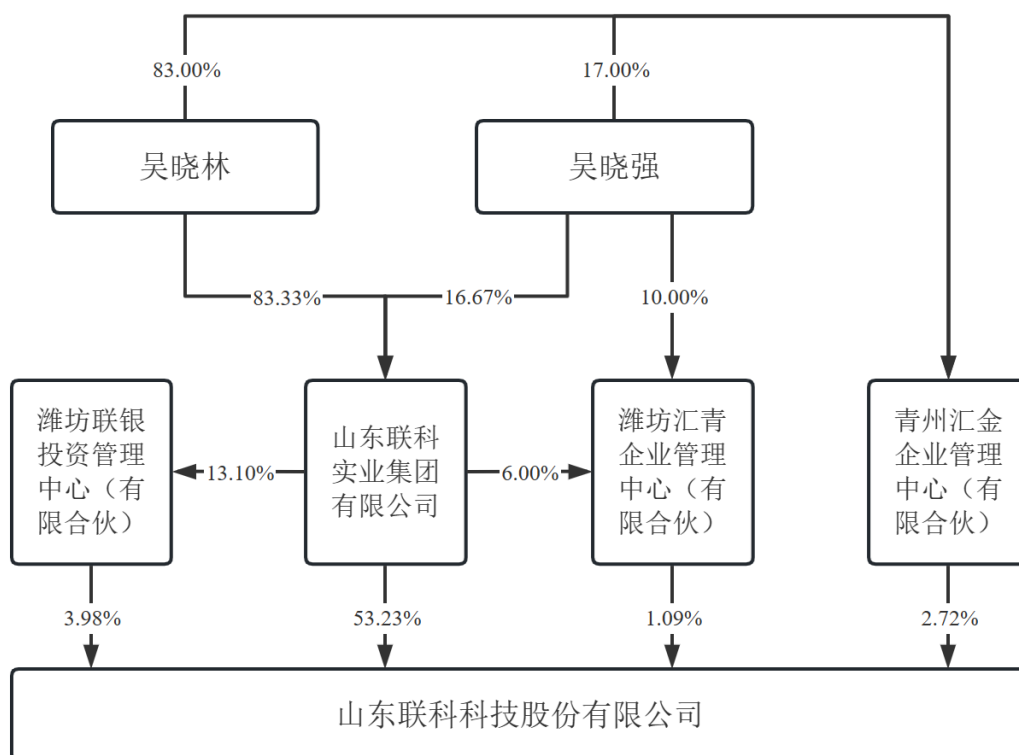 83.00%
17.00%
吴晓林
吴晓强
83.33%
16.67%
10.00%
潍坊联银
投资管理
中心（有
限合伙）
13.10%
山东联科
实业集团
有限公司
6.00%
潍坊汇青
企业管理
中心（有
限合伙）
青州汇金
企业管理
中心（有
限合伙）
3.98%
53.23%
1.09%
2.72%
山东联科科技股份有限公司